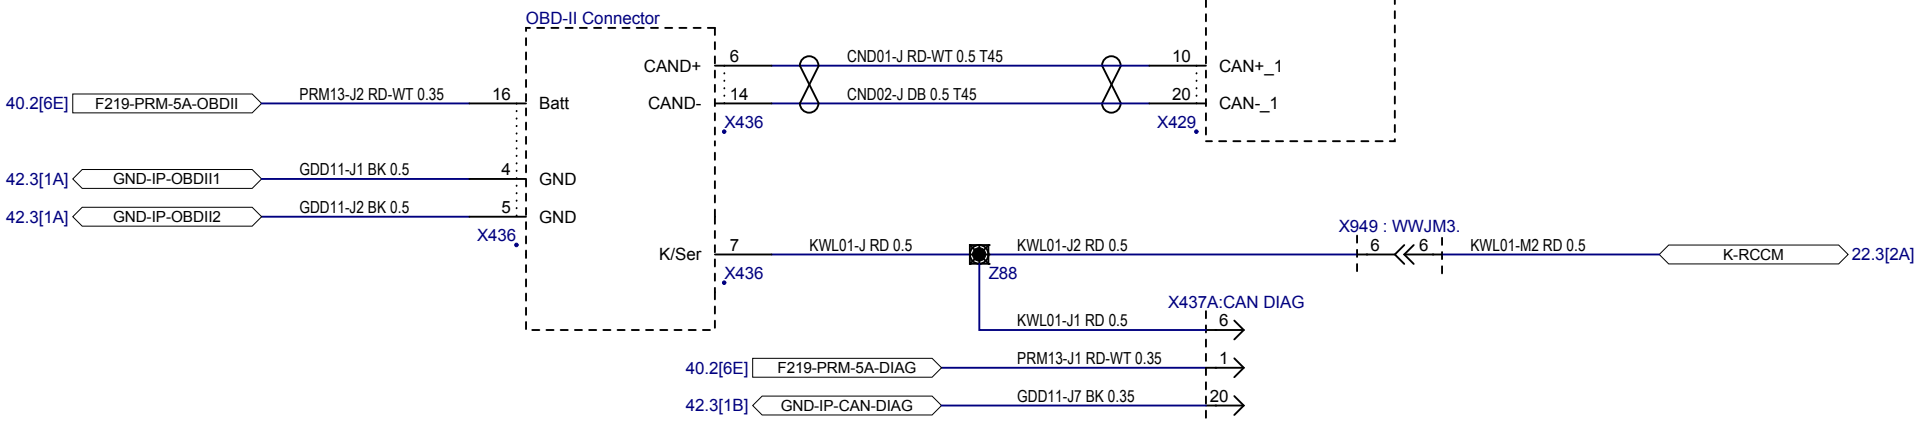 OBD-II Connector
CAND+ 6 CND01-J RD-WT 0.5 T45 10 CAN+_1
40.2[6E] F219-PRM-5A-OBDII PRM13-J2 RD-WT 0.35 16 Batt CAND- 14 CND02-J DB 0.5 T45 20 CAN-_1
X436 X429
42.3[1A] GND-IP-OBDII1 GDD11-J1 BK 0.5 4 GND
42.3[1A] GND-IP-OBDII2 GDD11-J2 BK 0.5 5 GND
X436 X949 : WWJM3.
K/Ser 7 KWL01-J RD 0.5 KWL01-J2 RD 0.5 6 6 KWL01-M2 RD 0.5 K-RCCM 22.3[2A]
X436 Z88
X437A:CAN DIAG
KWL01-J1 RD 0.5 6
40.2[6E] F219-PRM-5A-DIAG PRM13-J1 RD-WT 0.35 1
42.3[1B] GND-IP-CAN-DIAG GDD11-J7 BK 0.35 20